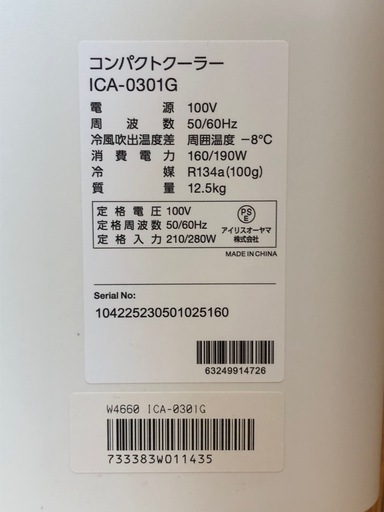 コンパクトクーラー
ICA-0301G
電源 100V
周波数 50/60Hz
冷風吹出温度差 周囲温度 −8℃
消費電力 160/190W
冷媒 R134a(100g)
質量 12.5kg
定格電圧 100V
定格周波数 50/60Hz
定格入力 210/280W
PS
E
アイリスオーヤマ
株式会社
MADE IN CHINA
Serial No:
104225230501025160
63249914726
W4660 ICA-0301G
733383W011435